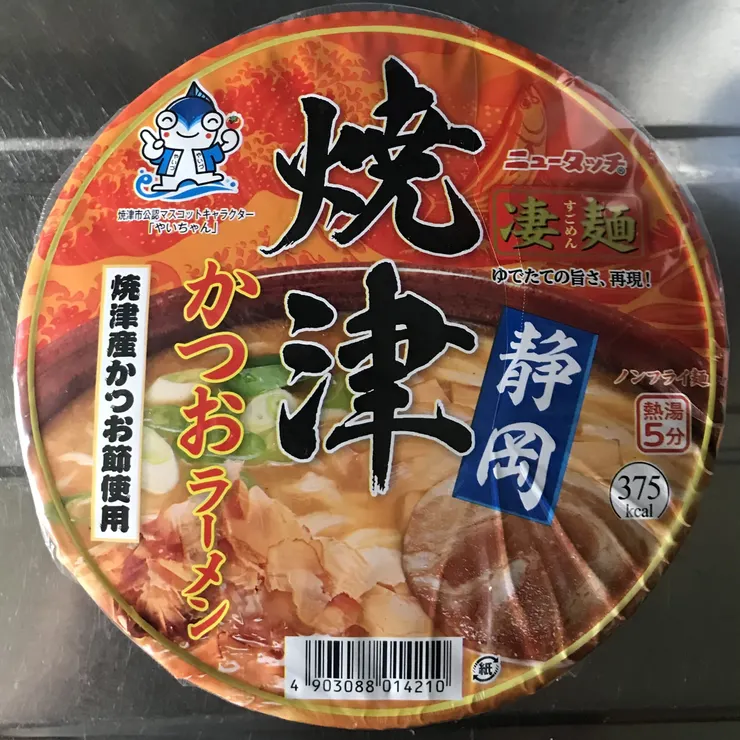 焼津
かつおラーメン
焼津産かつお節使用
焼津市公認マスコットキャラクター
「やいちゃん」
ニュータッチ
凄麺
すごめん
ゆでたての旨さ、再現!
静岡
ノンフライ麺
熱湯
5分
375
kcal
4 903088 014210
紙